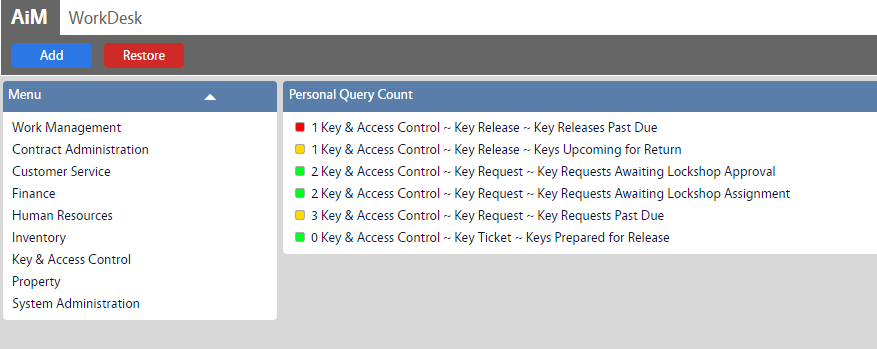 AiM WorkDesk
Add Restore
Menu
Work Management
Contract Administration
Customer Service
Finance
Human Resources
Inventory
Key & Access Control
Property
System Administration
Personal Query Count
1 Key & Access Control ~ Key Release ~ Key Releases Past Due
1 Key & Access Control ~ Key Release ~ Keys Upcoming for Return
2 Key & Access Control ~ Key Request ~ Key Requests Awaiting Lockshop Approval
2 Key & Access Control ~ Key Request ~ Key Requests Awaiting Lockshop Assignment
3 Key & Access Control ~ Key Request ~ Key Requests Past Due
0 Key & Access Control ~ Key Ticket ~ Keys Prepared for Release